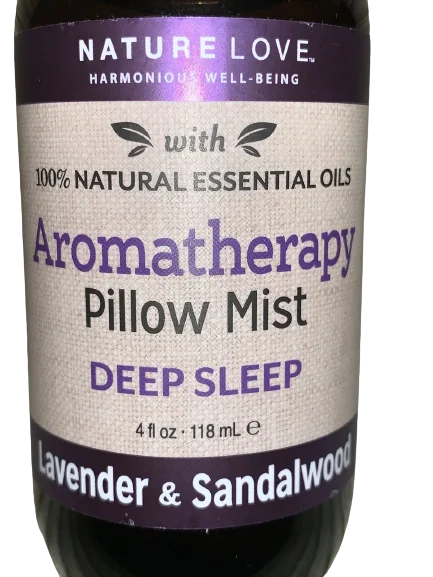 NATURE LOVE™
HARMONIOUS WELL-BEING
with
100% NATURAL ESSENTIAL OILS
Aromatherapy
Pillow Mist
DEEP SLEEP
4 fl oz · 118 mL ℮
Lavender & Sandalwood